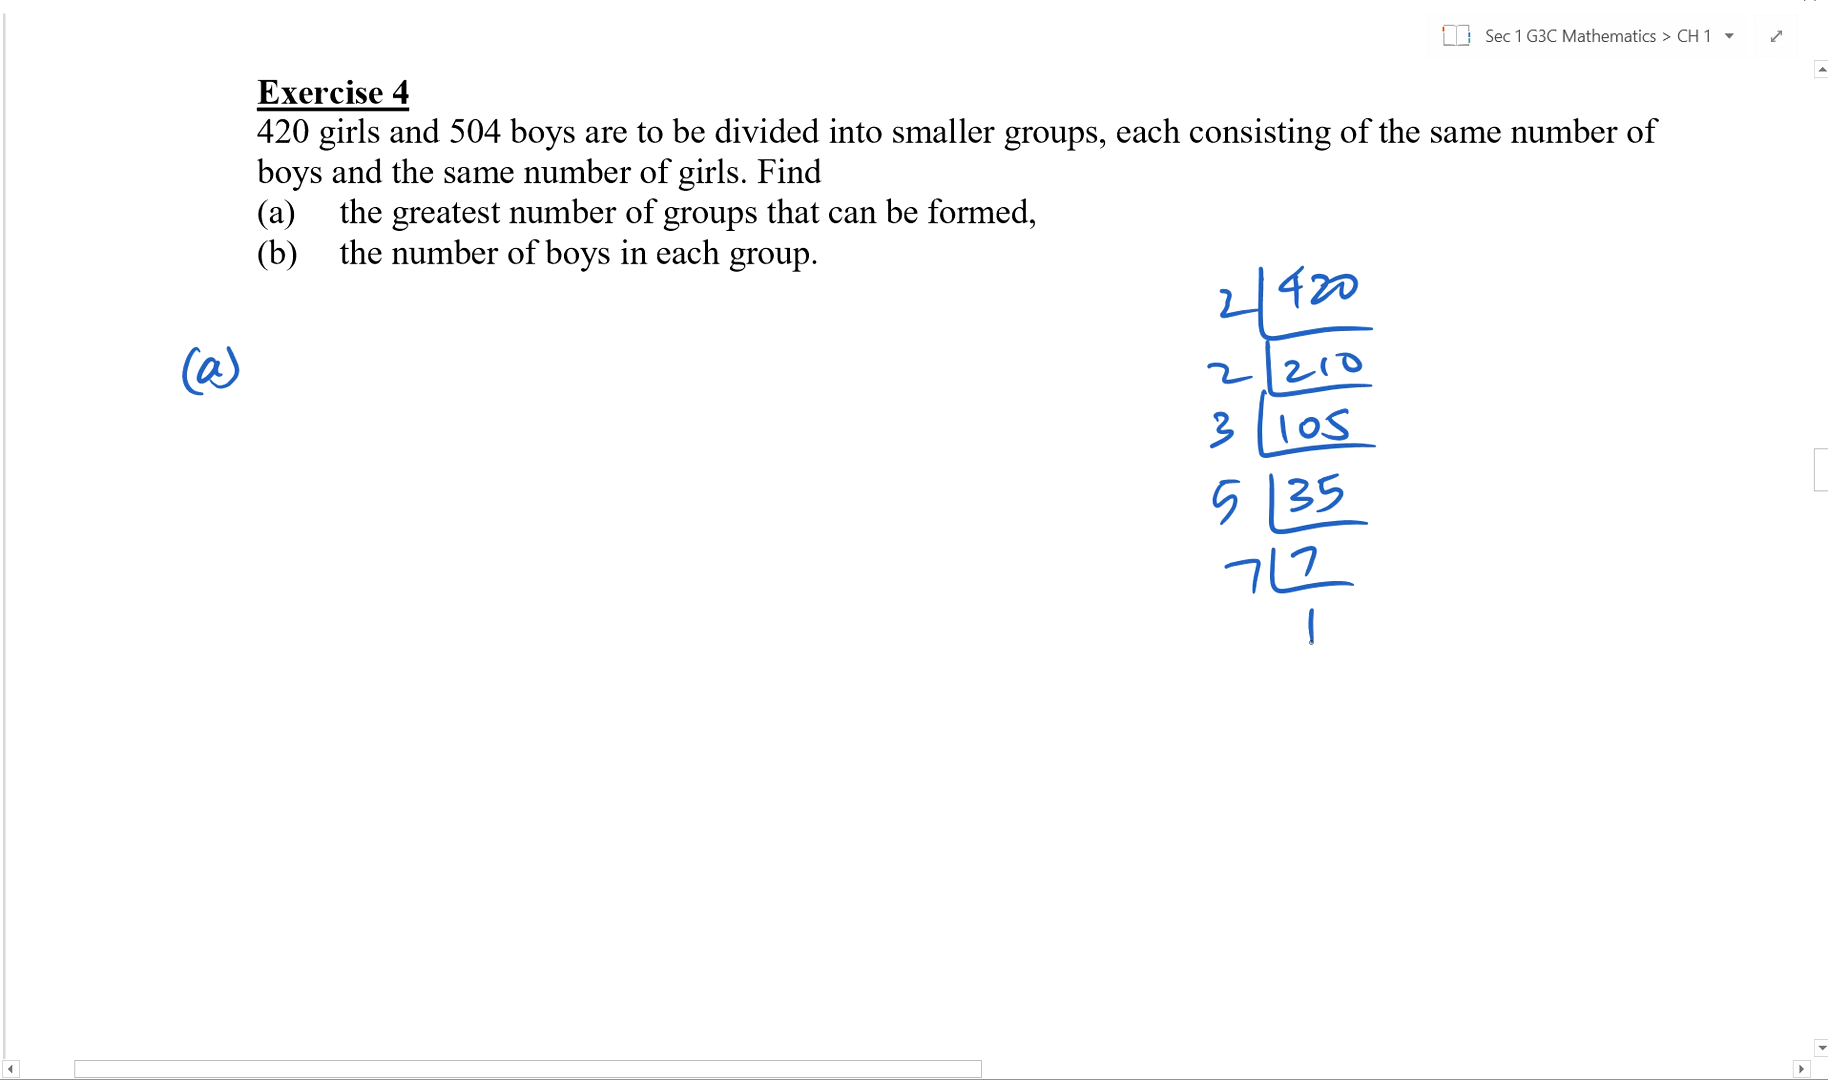 Sec 1 G3C Mathematics > CH 1
Exercise 4
420 girls and 504 boys are to be divided into smaller groups, each consisting of the same number of
boys and the same number of girls. Find
(a) the greatest number of groups that can be formed,
(b) the number of boys in each group.
(a)
2 420
2 210
3 105
5 35
7 7
1